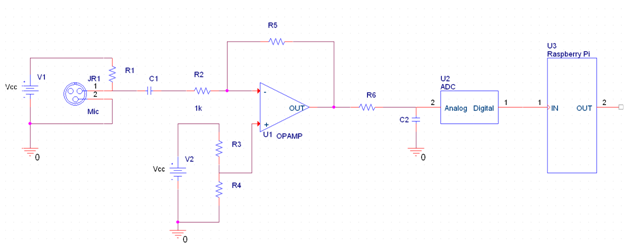 R5
U3
Raspberry Pi
V1
R1
JR1
C1
R2
U2
ADC
Vcc
1
2
-
OUT
R6
2
Analog
Digital
1
1
IN
OUT
2
Mic
1k
+
U1
OPAMP
C2
V2
R3
0
Vcc
R4
0
0